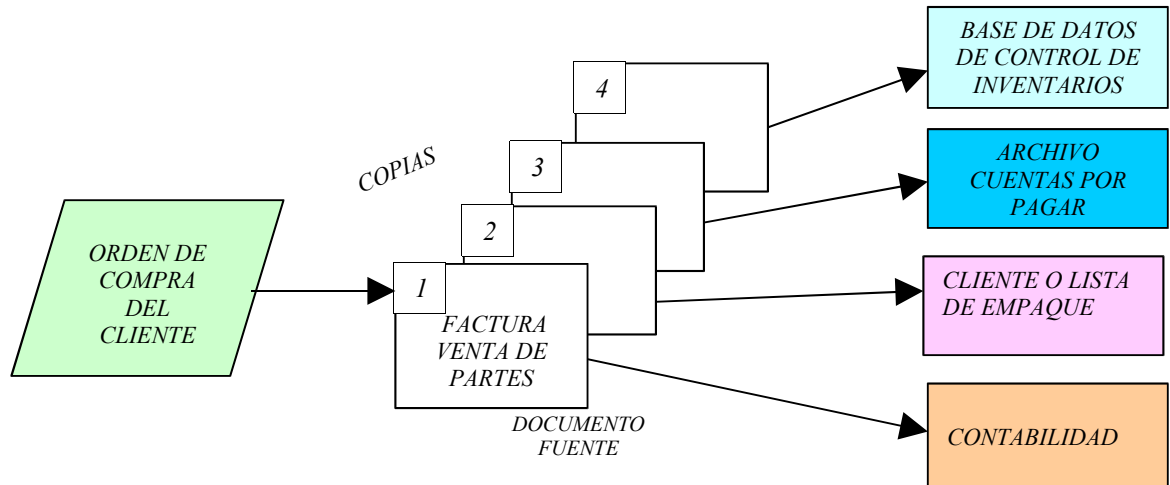 BASE DE DATOS
DE CONTROL DE
INVENTARIOS
4
COPIAS
3
ARCHIVO
CUENTAS POR
PAGAR
2
ORDEN DE
COMPRA
DEL
CLIENTE
1
FACTURA
VENTA DE
PARTES
CLIENTE O LISTA
DE EMPAQUE
DOCUMENTO
FUENTE
CONTABILIDAD